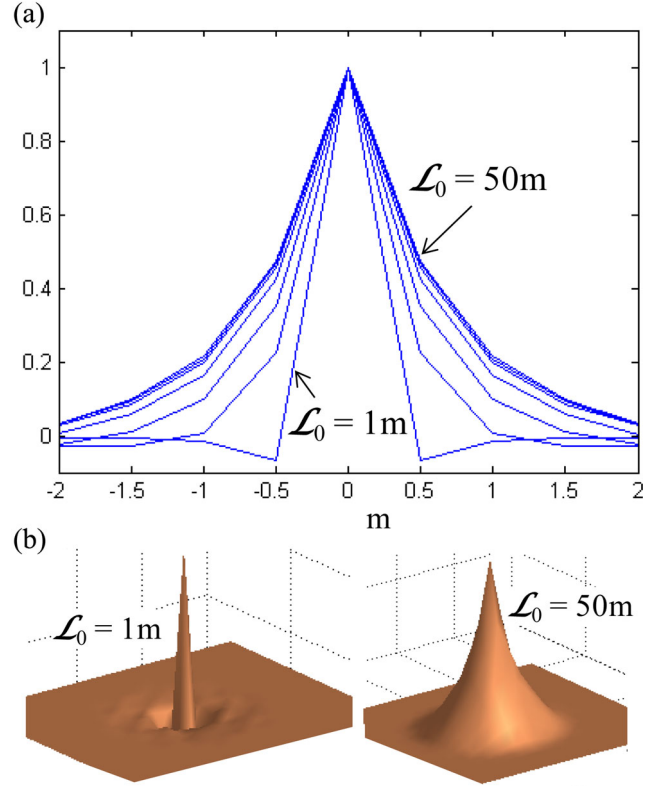 (a)
1
0.8
0.6
0.4
0.2
0
-2
-1.5
-1
-0.5
0
0.5
1
1.5
2
m
ℒ₀ = 50m
ℒ₀ = 1m
(b)
ℒ₀ = 1m
ℒ₀ = 50m